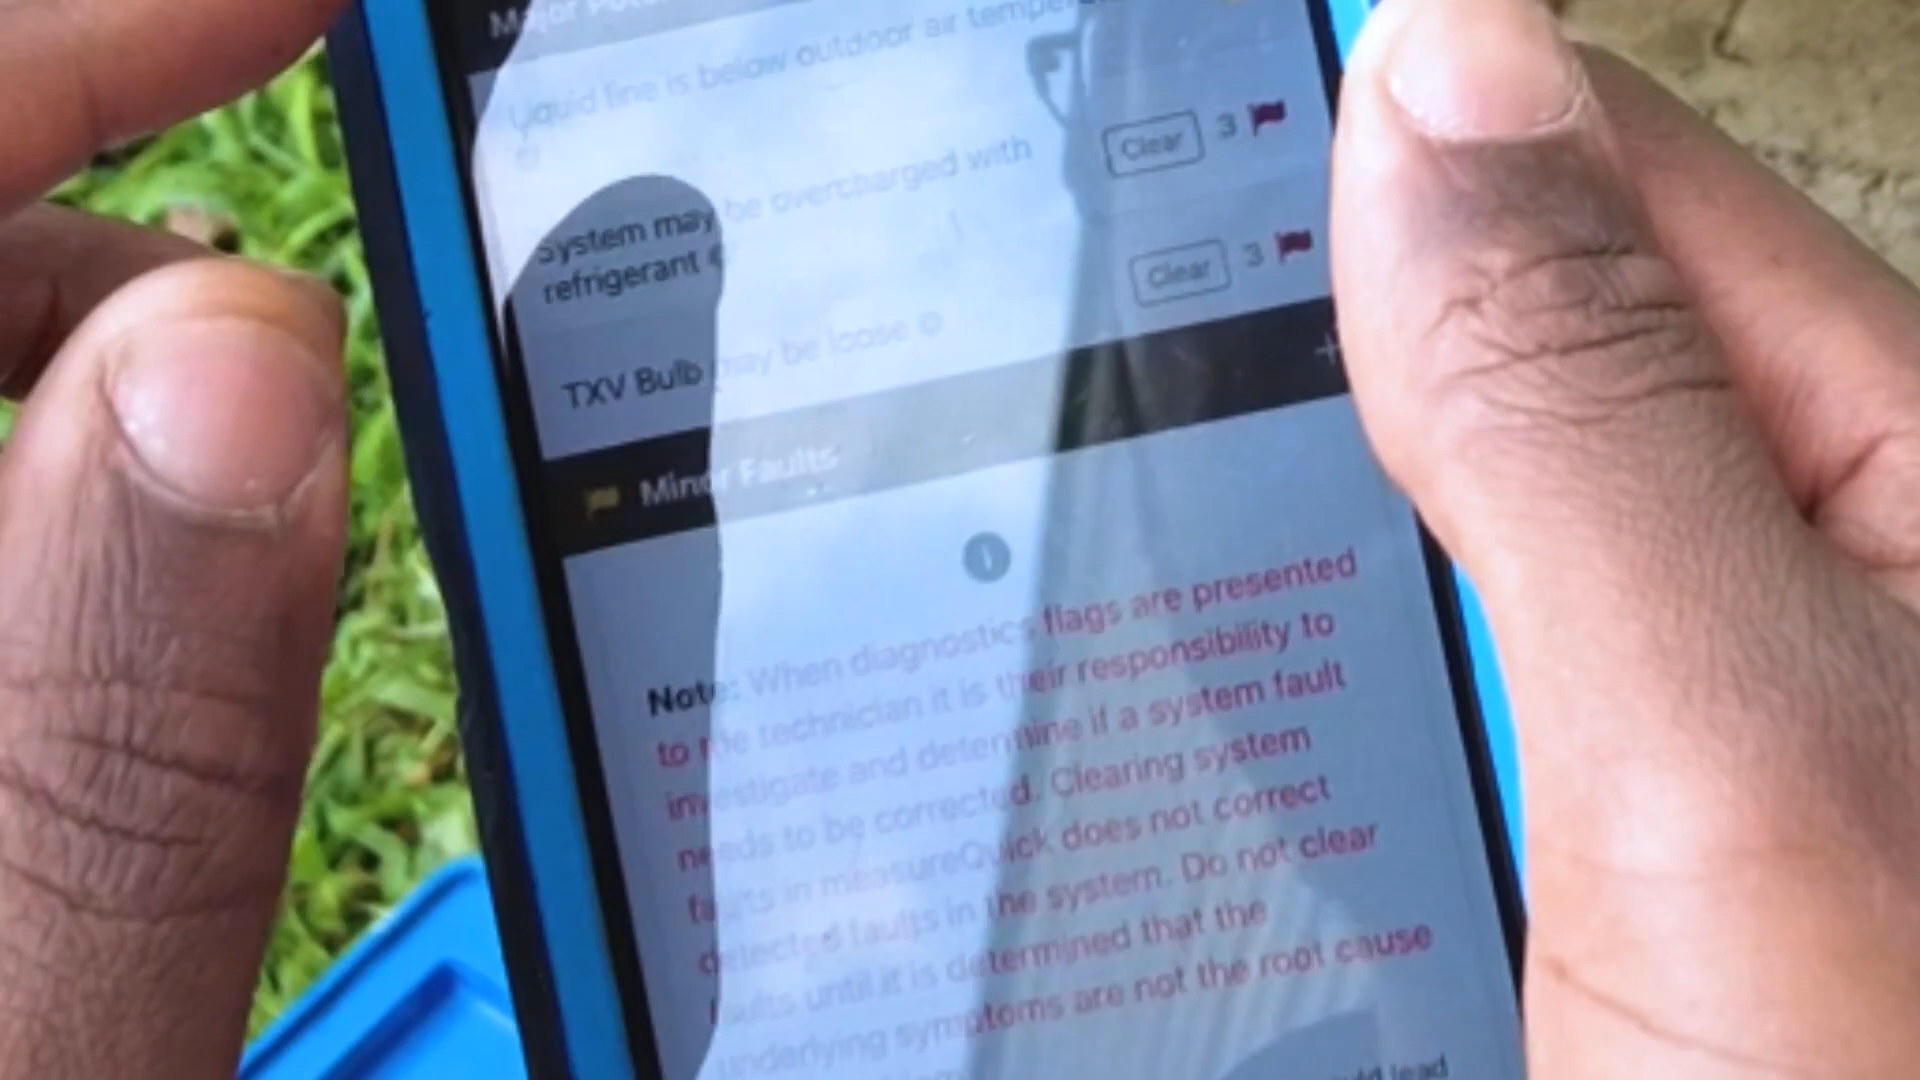 Major
Liquid line is below outdoor air
System may be overcharged with
refrigerant
Clear 3
TXV Bulb may be loose
Clear 3
Minor Faults
Note: When diagnostics flags are presented
to the technician it is their responsibility to
investigate and determine if a system fault
needs to be corrected. Clearing system
faults in measureQuick does not correct
detected faults in the system. Do not clear
faults until it is determined that the
underlying symptoms are not the root cause
lead